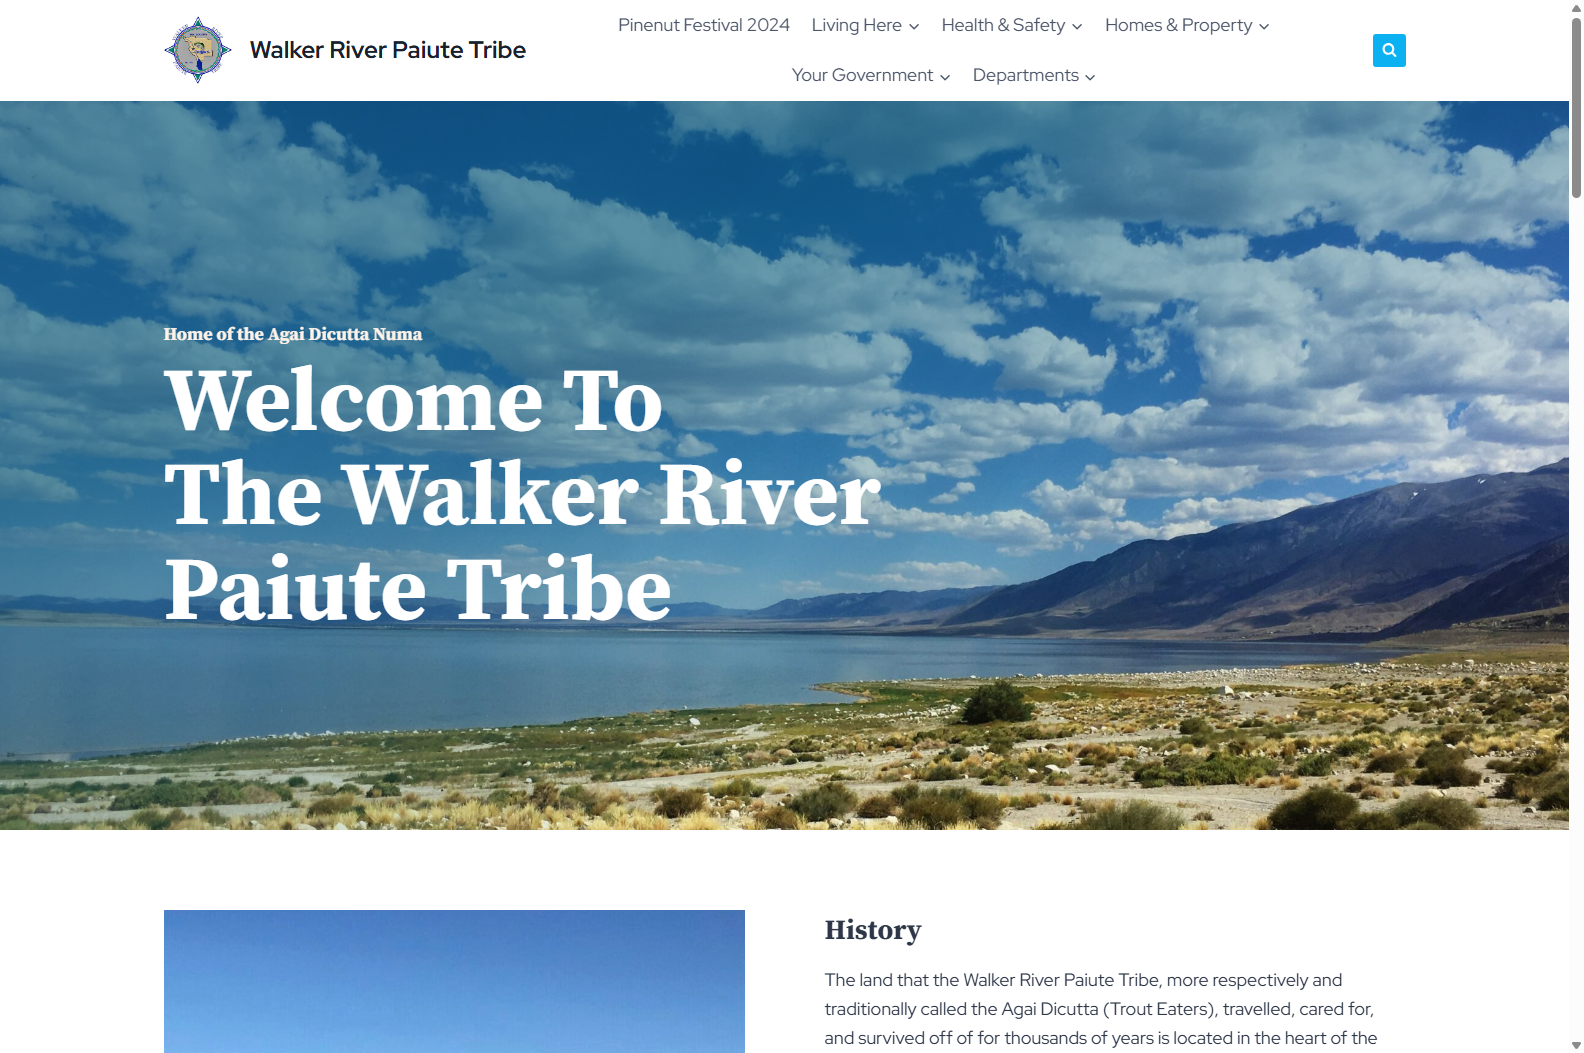 Walker River Paiute Tribe
Pinenut Festival 2024
Living Here
Health & Safety
Homes & Property
Your Government
Departments
Home of the Agai Dicutta Numa
Welcome To
The Walker River
Paiute Tribe
History
The land that the Walker River Paiute Tribe, more respectively and
traditionally called the Agai Dicutta (Trout Eaters), travelled, cared for,
and survived off of for thousands of years is located in the heart of the